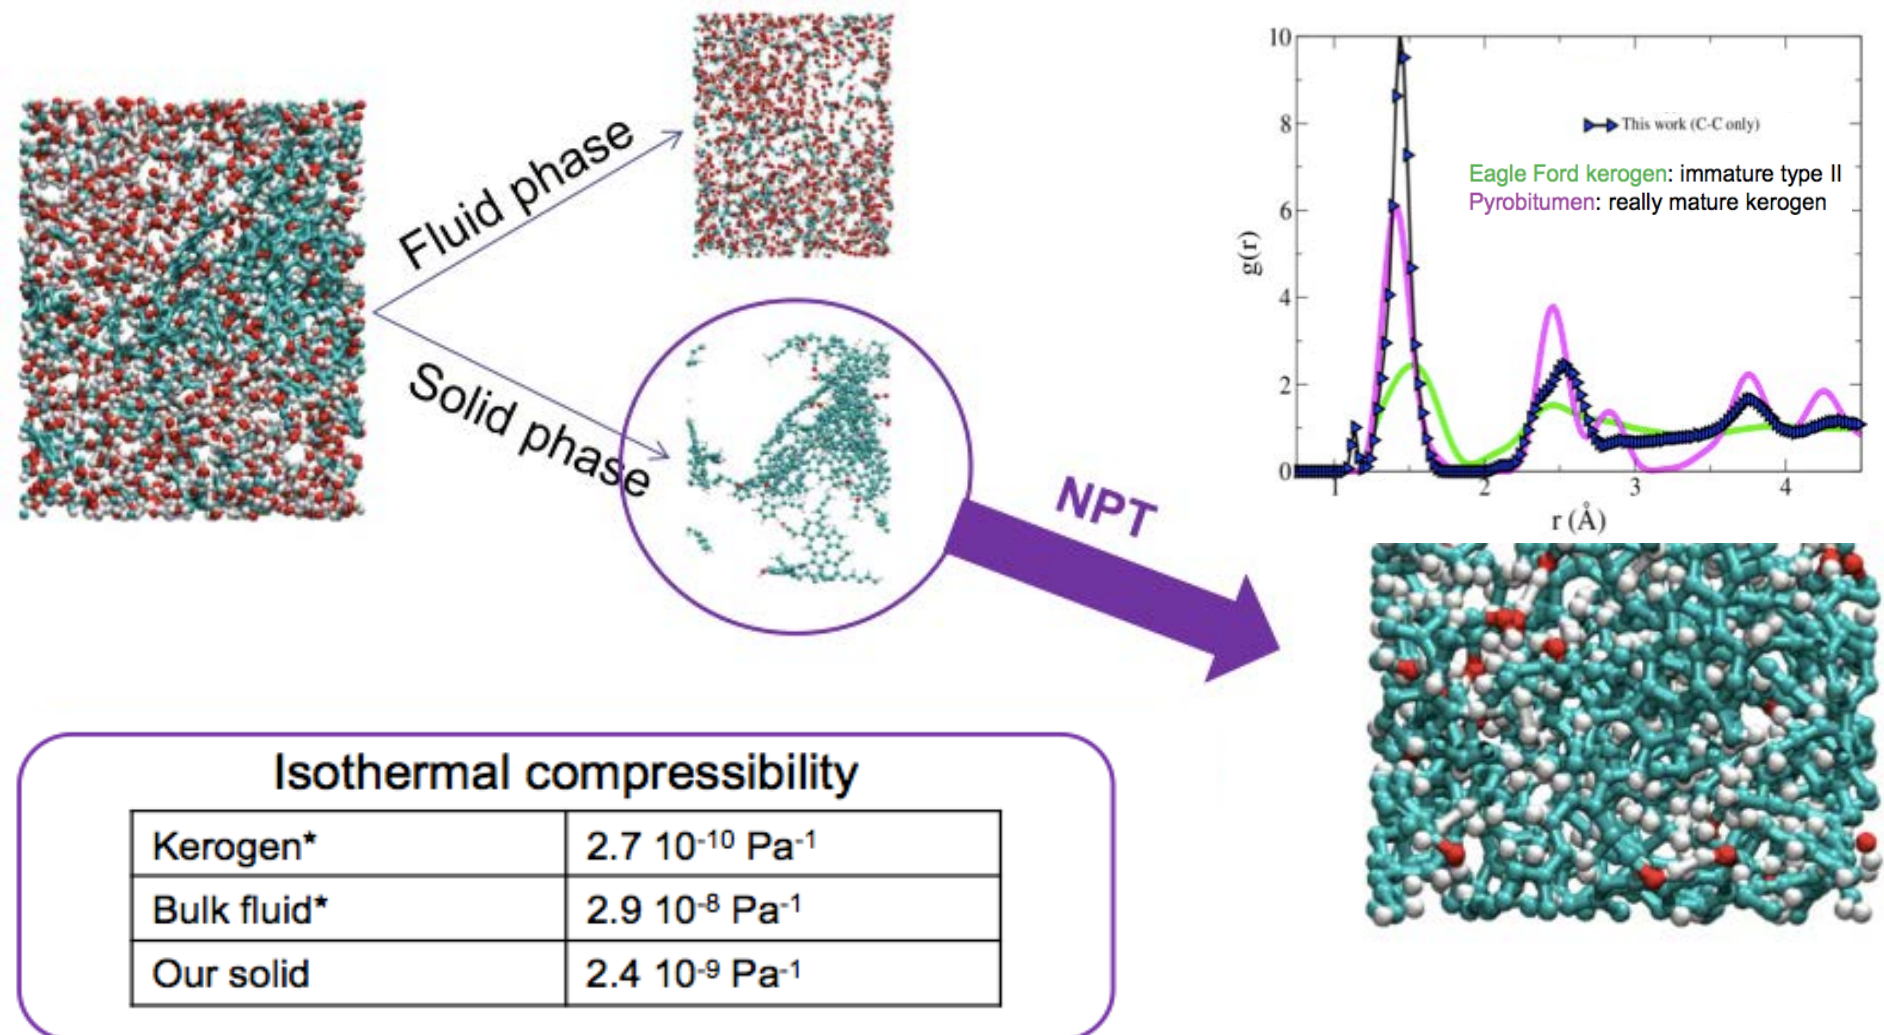 Fluid phase
Solid phase
NPT
10
8
6
4
2
0
g(r)
1
2
3
4
r (Å)
This work (C-C only)
Eagle Ford kerogen: immature type II
Pyrobitumen: really mature kerogen
Isothermal compressibility
Kerogen* 2.7 10⁻¹⁰ Pa⁻¹
Bulk fluid* 2.9 10⁻⁸ Pa⁻¹
Our solid 2.4 10⁻⁹ Pa⁻¹